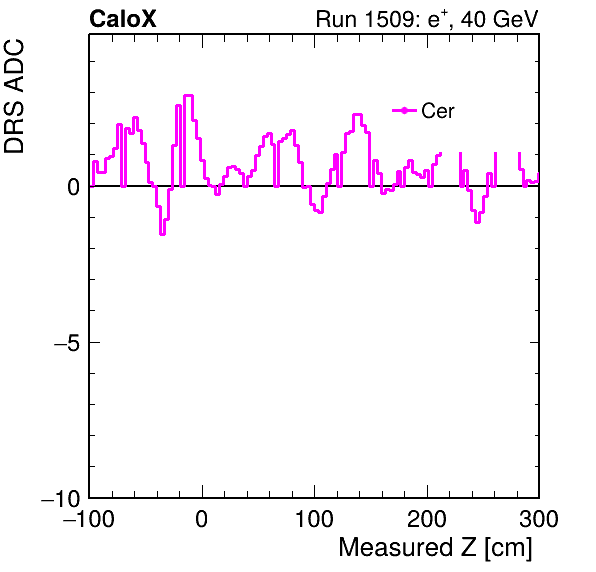 CaloX Run 1509: e+, 40 GeV
DRS ADC
Cer
0
−5
−10
−100 0 100 200 300
Measured Z [cm]